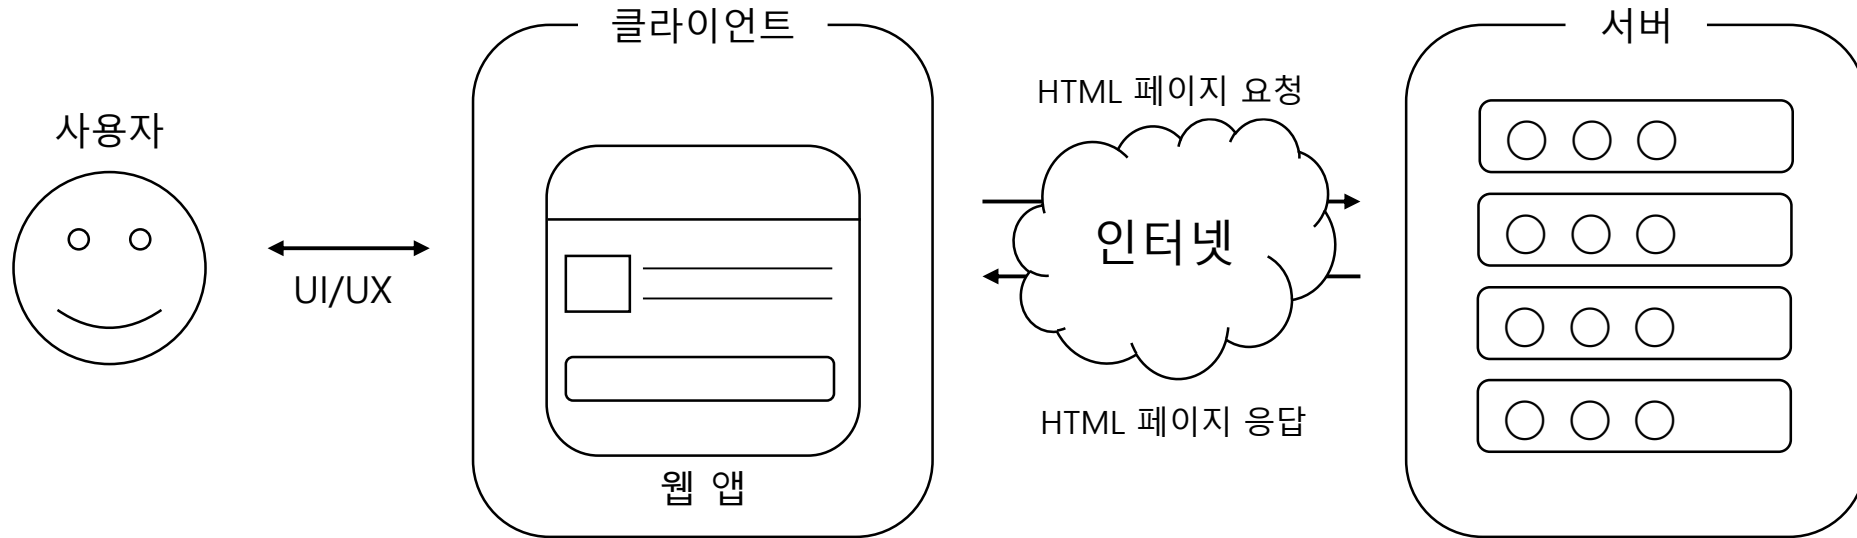 사용자
UI/UX
클라이언트
웹 앱
HTML 페이지 요청
인터넷
HTML 페이지 응답
서버